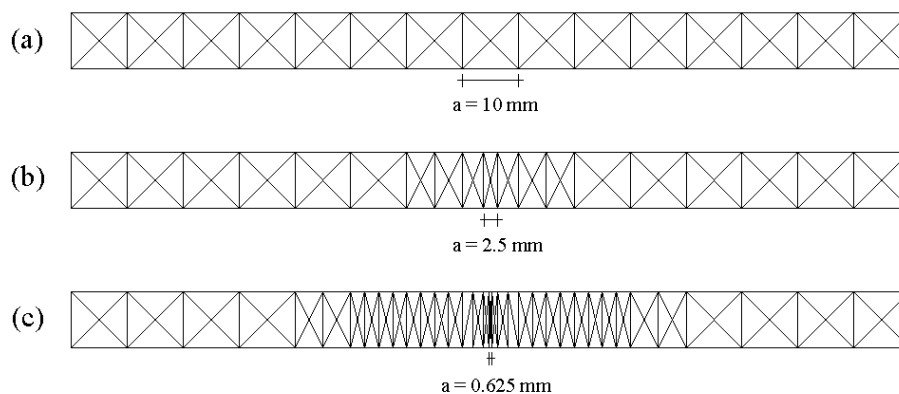 (a)
a = 10 mm
(b)
a = 2.5 mm
(c)
a = 0.625 mm